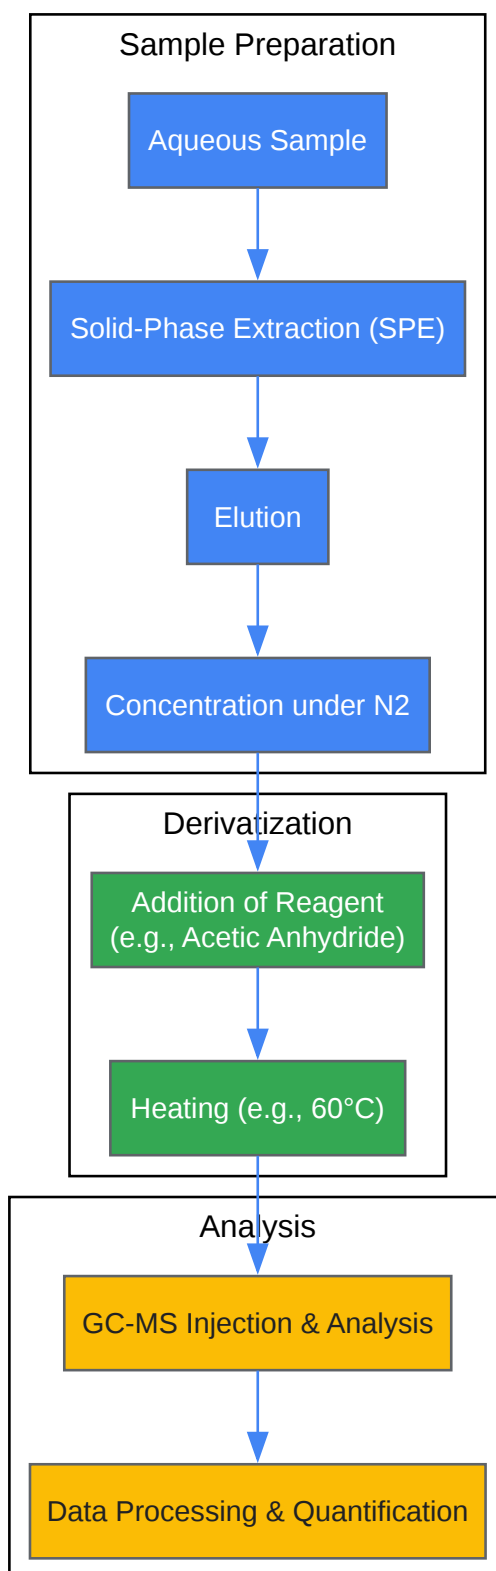 Sample Preparation
Aqueous Sample
Solid-Phase Extraction (SPE)
Elution
Concentration under N2
Derivatization
Addition of Reagent
(e.g., Acetic Anhydride)
Heating (e.g., 60°C)
Analysis
GC-MS Injection & Analysis
Data Processing & Quantification